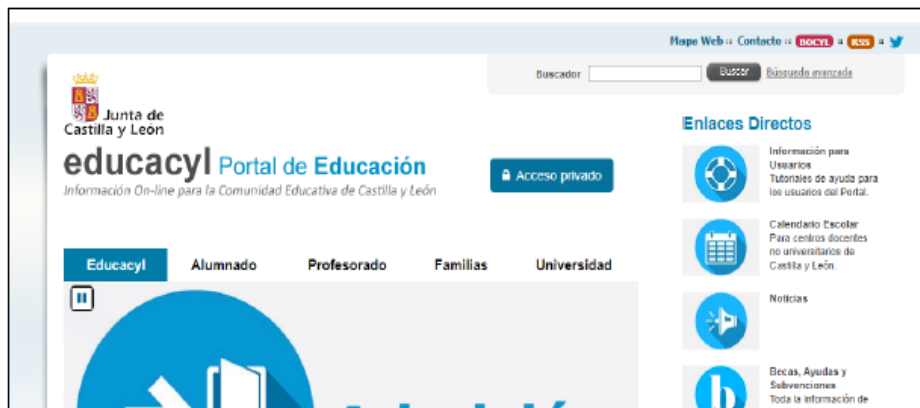 Mapa Web :: Contacto :: BOCYL :: RSS ::
Buscador Buscar Búsqueda avanzada
Junta de
Castilla y León
educacyl Portal de Educación
Información On-line para la Comunidad Educativa de Castilla y León
Acceso privado
Educacyl Alumnado Profesorado Familias Universidad
Enlaces Directos
Información para
Usuarios
Tutoriales de ayuda para
los usuarios del Portal.
Calendario Escolar
Para centros docentes
no universitarios de
Castilla y León.
Noticias
b
Becas, Ayudas y
Subvenciones
Toda la información de